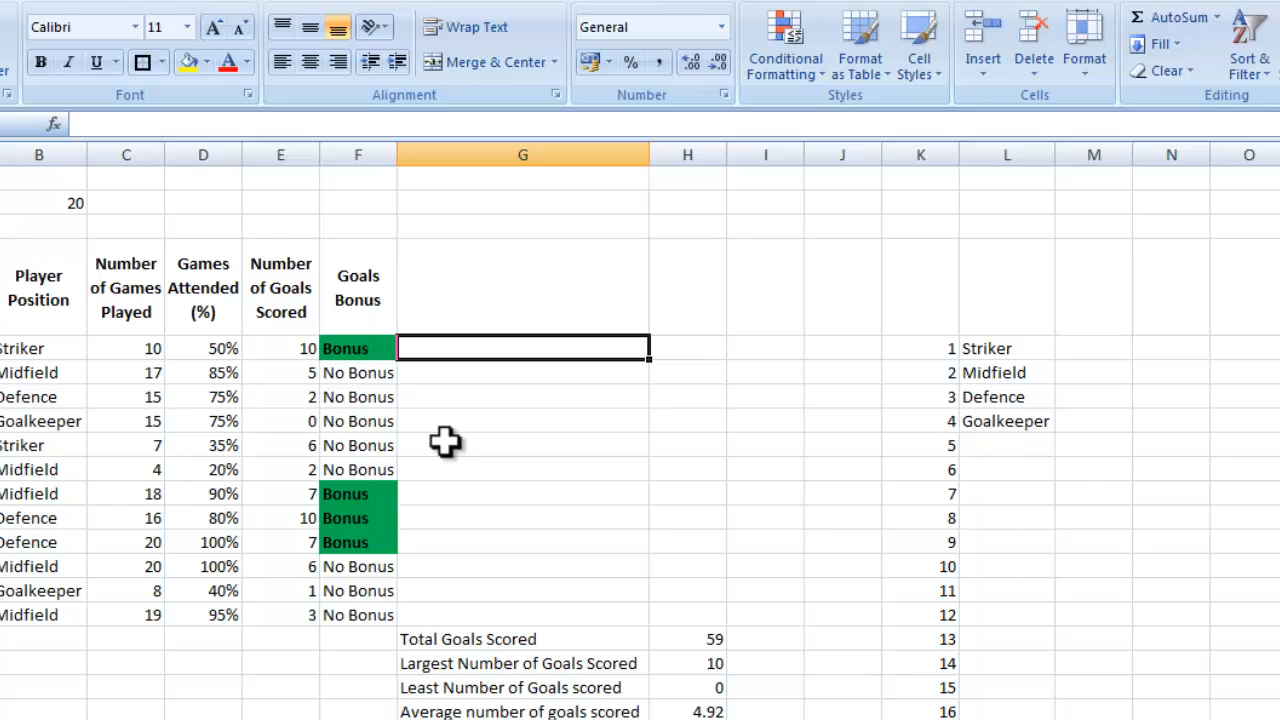 Calibri 11 Wrap Text General AutoSum
B I U A Merge & Center % , Conditional Formatting Format as Table Cell Styles Insert Delete Format Fill Clear Sort & Filter
Font Alignment Number Styles Cells Editing
fx
B C D E F G H I J K L M N O
20
Player Position Number of Games Played Games Attended (%) Number of Goals Scored Goals Bonus
Striker 10 50% 10 Bonus 1 Striker
Midfield 17 85% 5 No Bonus 2 Midfield
Defence 15 75% 2 No Bonus 3 Defence
Goalkeeper 15 75% 0 No Bonus 4 Goalkeeper
Striker 7 35% 6 No Bonus 5
Midfield 4 20% 2 No Bonus 6
Midfield 18 90% 7 Bonus 7
Defence 16 80% 10 Bonus 8
Defence 20 100% 7 Bonus 9
Midfield 20 100% 6 No Bonus 10
Goalkeeper 8 40% 1 No Bonus 11
Midfield 19 95% 3 No Bonus 12
Total Goals Scored 59 13
Largest Number of Goals Scored 10 14
Least Number of Goals scored 0 15
Average number of goals scored 4.92 16